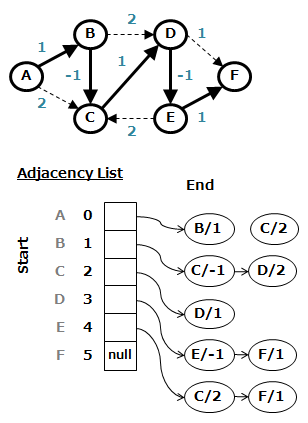 2
B
D
1
1
-1
1
-1
A
F
2
C
E
1
2
Adjacency List
End
Start
A 0 B/1 C/2
B 1 C/-1 D/2
C 2 D/1
D 3 E/-1 F/1
E 4 C/2 F/1
F 5 null